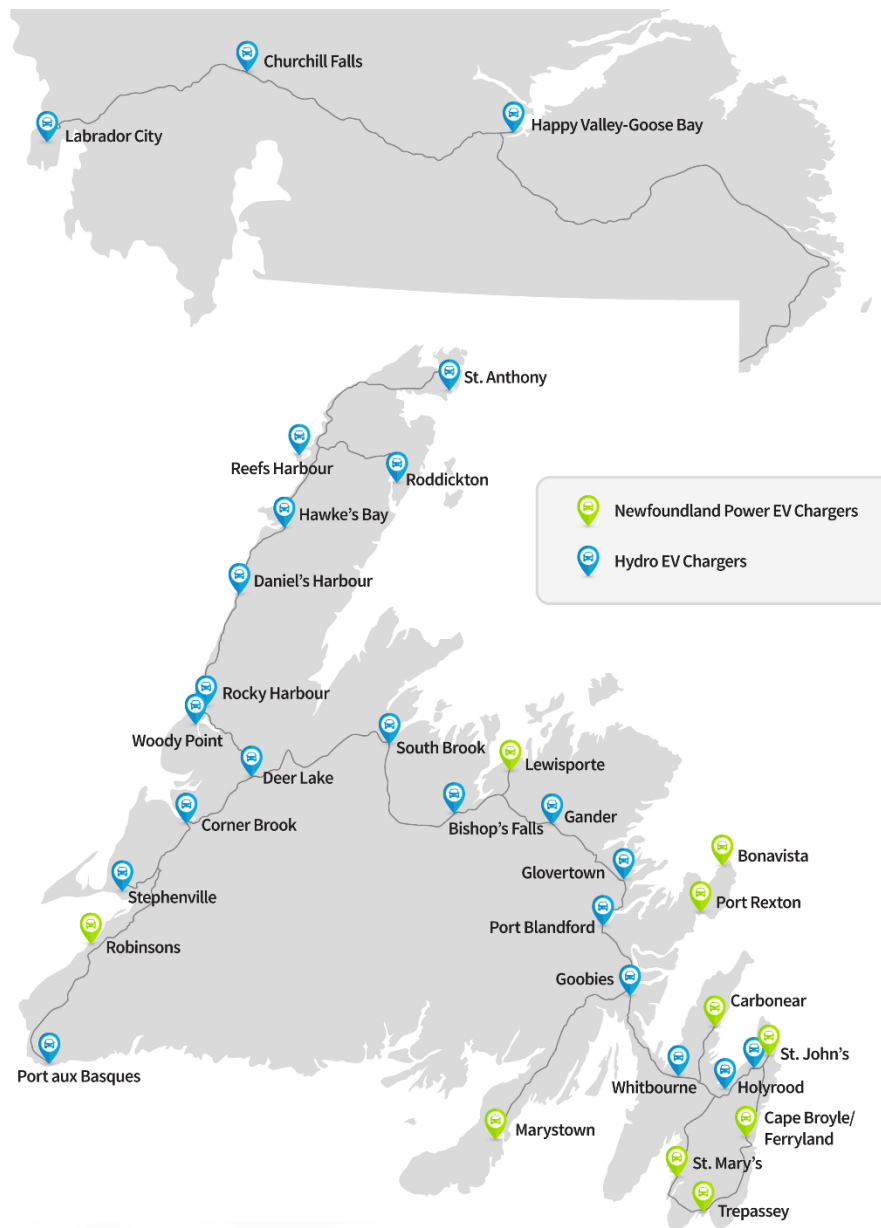 Churchill Falls
Labrador City
Happy Valley-Goose Bay
St. Anthony
Reefs Harbour
Roddickton
Hawke's Bay
Newfoundland Power EV Chargers
Hydro EV Chargers
Daniel's Harbour
Rocky Harbour
Woody Point
South Brook
Deer Lake
Lewisporte
Corner Brook
Bishop's Falls
Gander
Bonavista
Glovertown
Stephenville
Port Rexton
Port Blandford
Robinsons
Goobies
Carbonear
St. John's
Port aux Basques
Whitbourne
Holyrood
Marystown
Cape Broyle/
Ferryland
St. Mary's
Trepassey